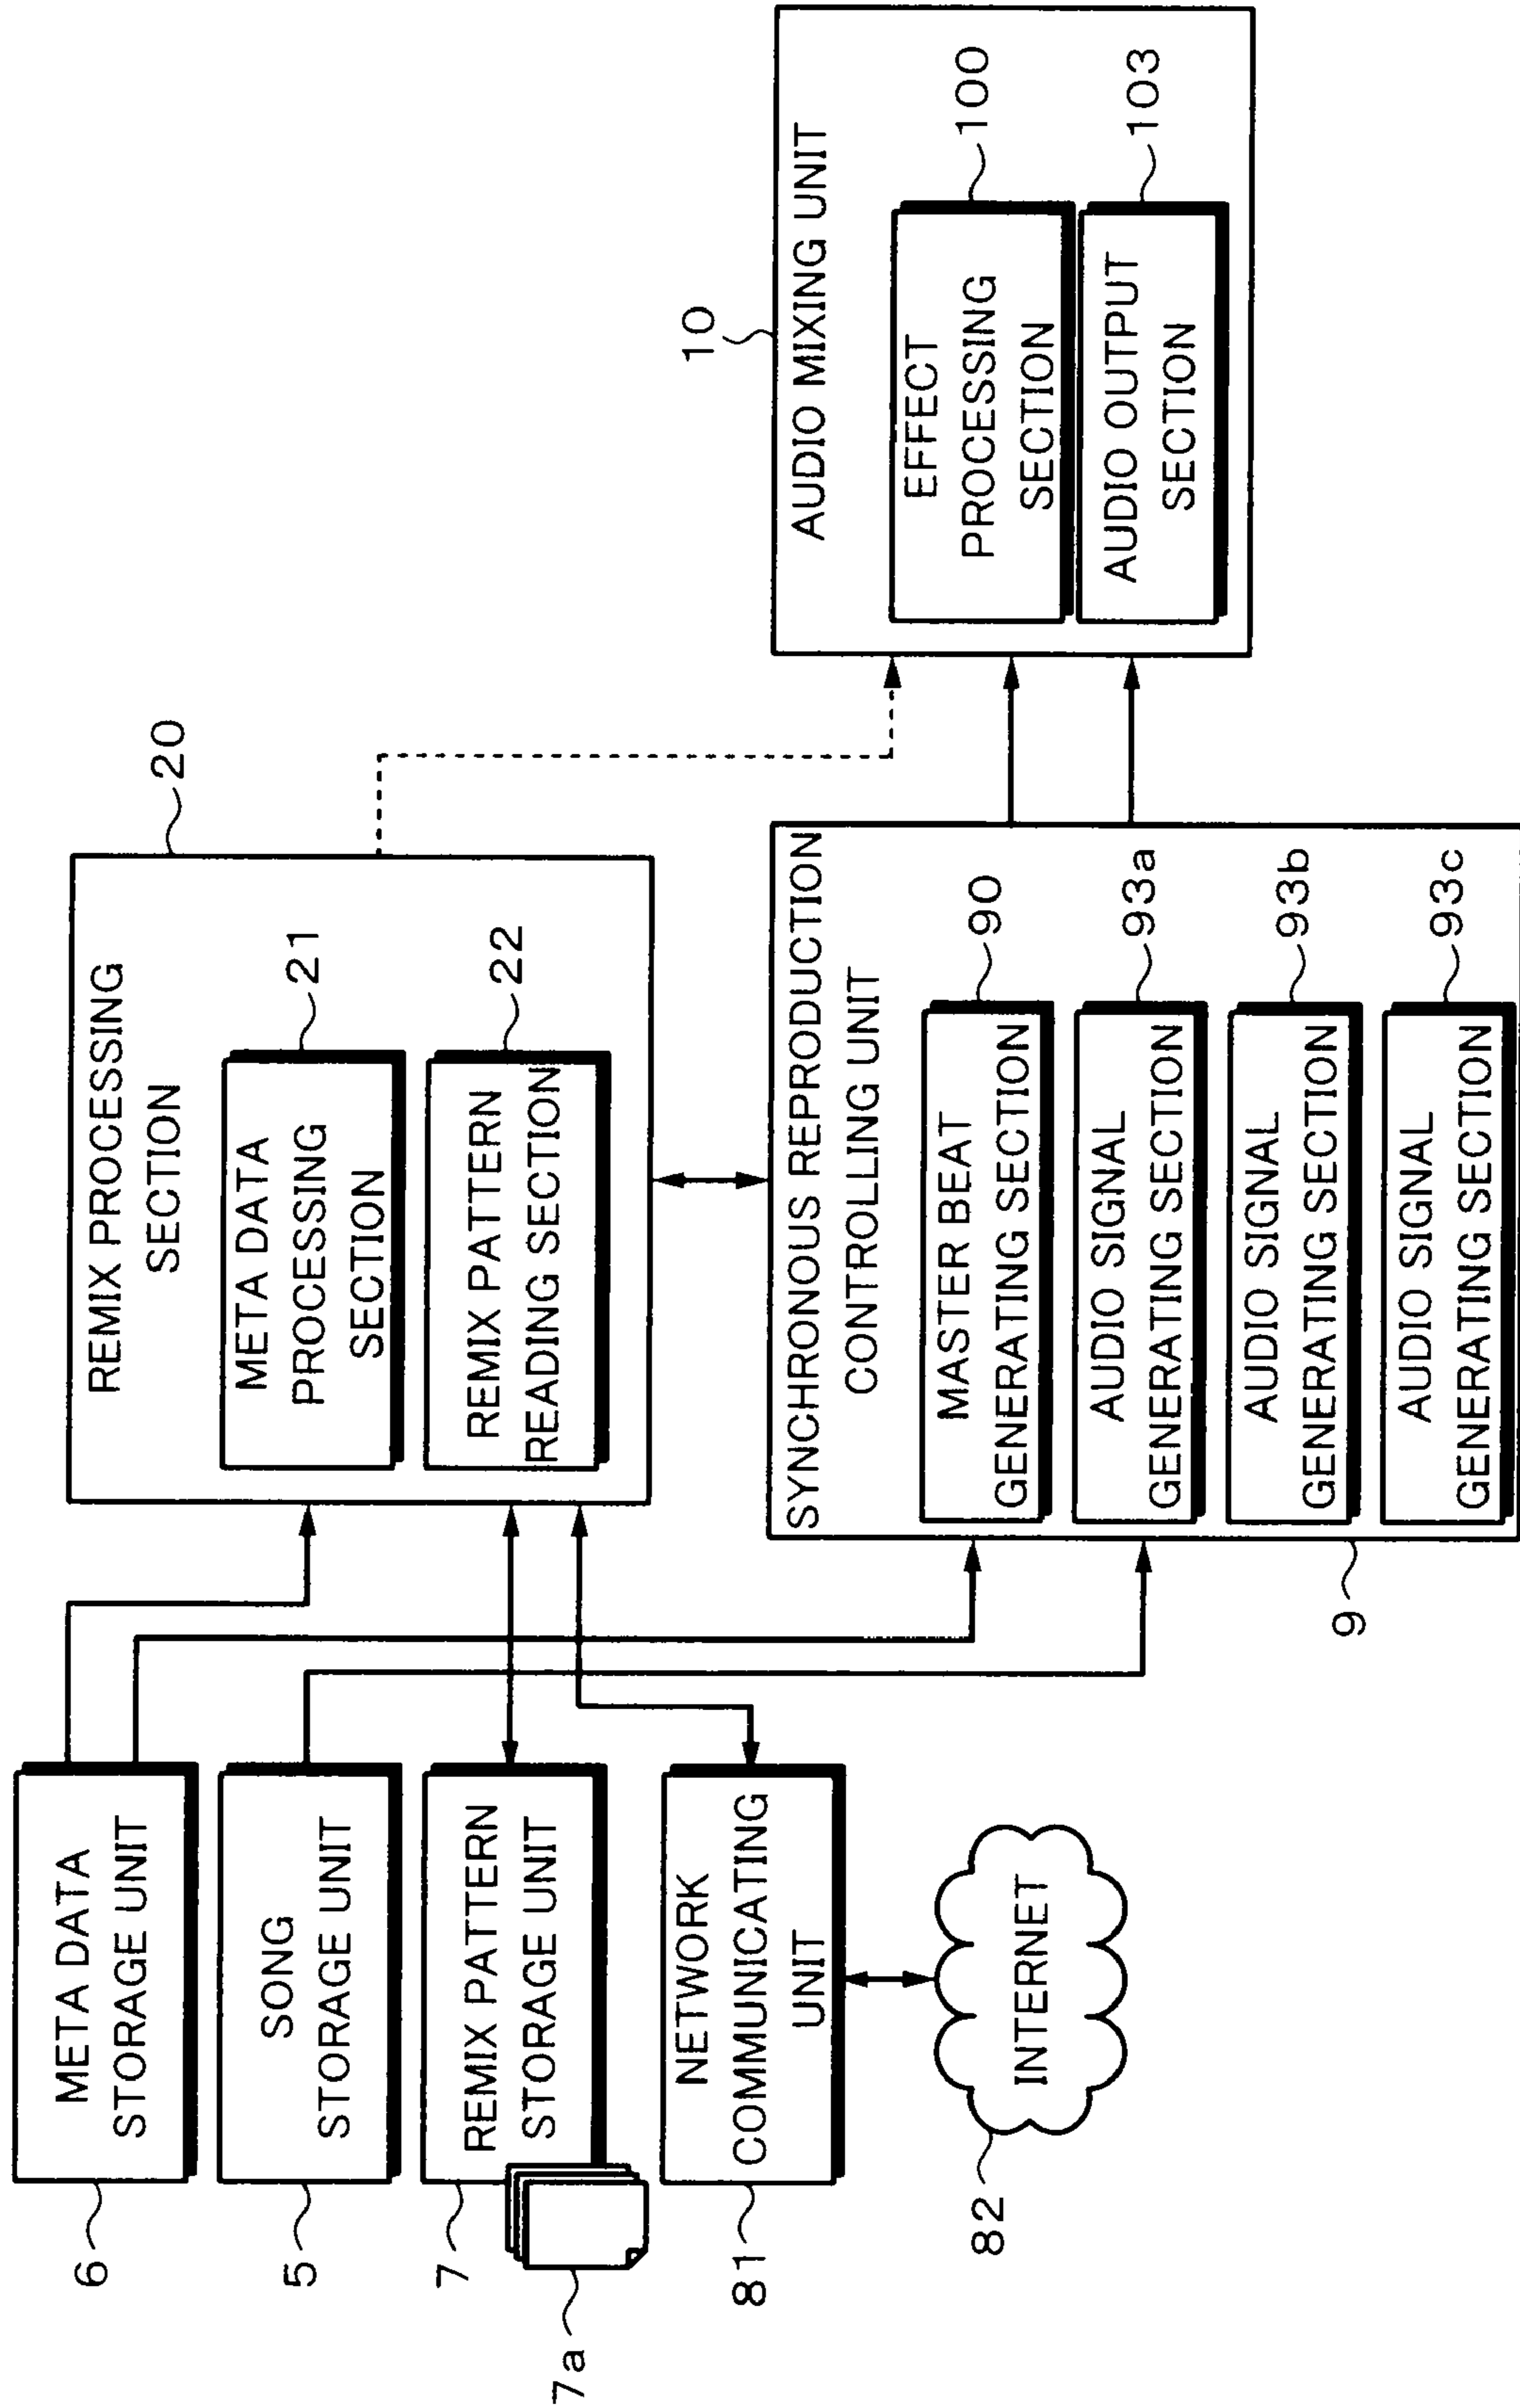 6
META DATA
STORAGE UNIT
5
SONG
STORAGE UNIT
7
REMIX PATTERN
STORAGE UNIT
7a
81
NETWORK
COMMUNICATING
UNIT
82
INTERNET
20
REMIX PROCESSING
SECTION
21
META DATA
PROCESSING
SECTION
22
REMIX PATTERN
READING SECTION
9
SYNCHRONOUS REPRODUCTION
CONTROLLING UNIT
90
MASTER BEAT
GENERATING SECTION
93a
AUDIO SIGNAL
GENERATING SECTION
93b
AUDIO SIGNAL
GENERATING SECTION
93c
AUDIO SIGNAL
GENERATING SECTION
10
AUDIO MIXING UNIT
100
EFFECT
PROCESSING
SECTION
103
AUDIO OUTPUT
SECTION